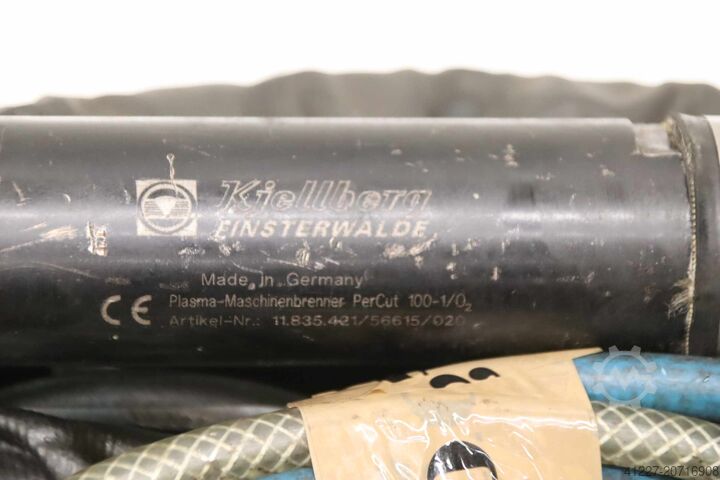 Kjellberg
FINSTERWALDE
Made in Germany
CE Plasma-Maschinenbrenner PerCut 100-1/O₂
Artikel-Nr.: 11.835.421/56615/020
41227-20716908